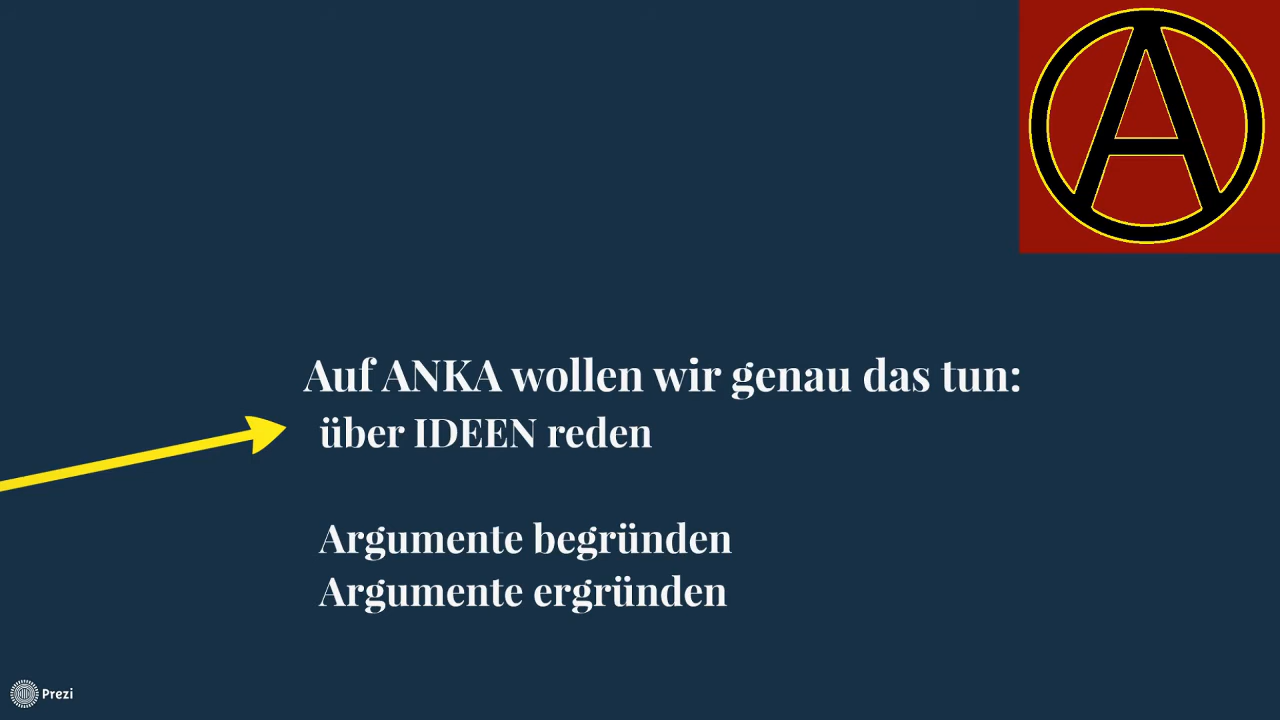 Auf ANKA wollen wir genau das tun:
über IDEEN reden
Argumente begründen
Argumente ergründen
Prezi